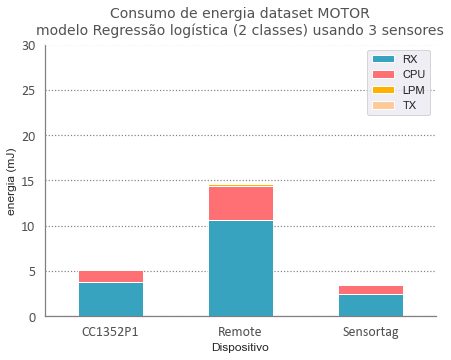 Consumo de energia dataset MOTOR
modelo Regressão logística (2 classes) usando 3 sensores
30
25
20
15
10
5
0
energia (mJ)
RX
CPU
LPM
TX
CC1352P1
Remote
Sensortag
Dispositivo